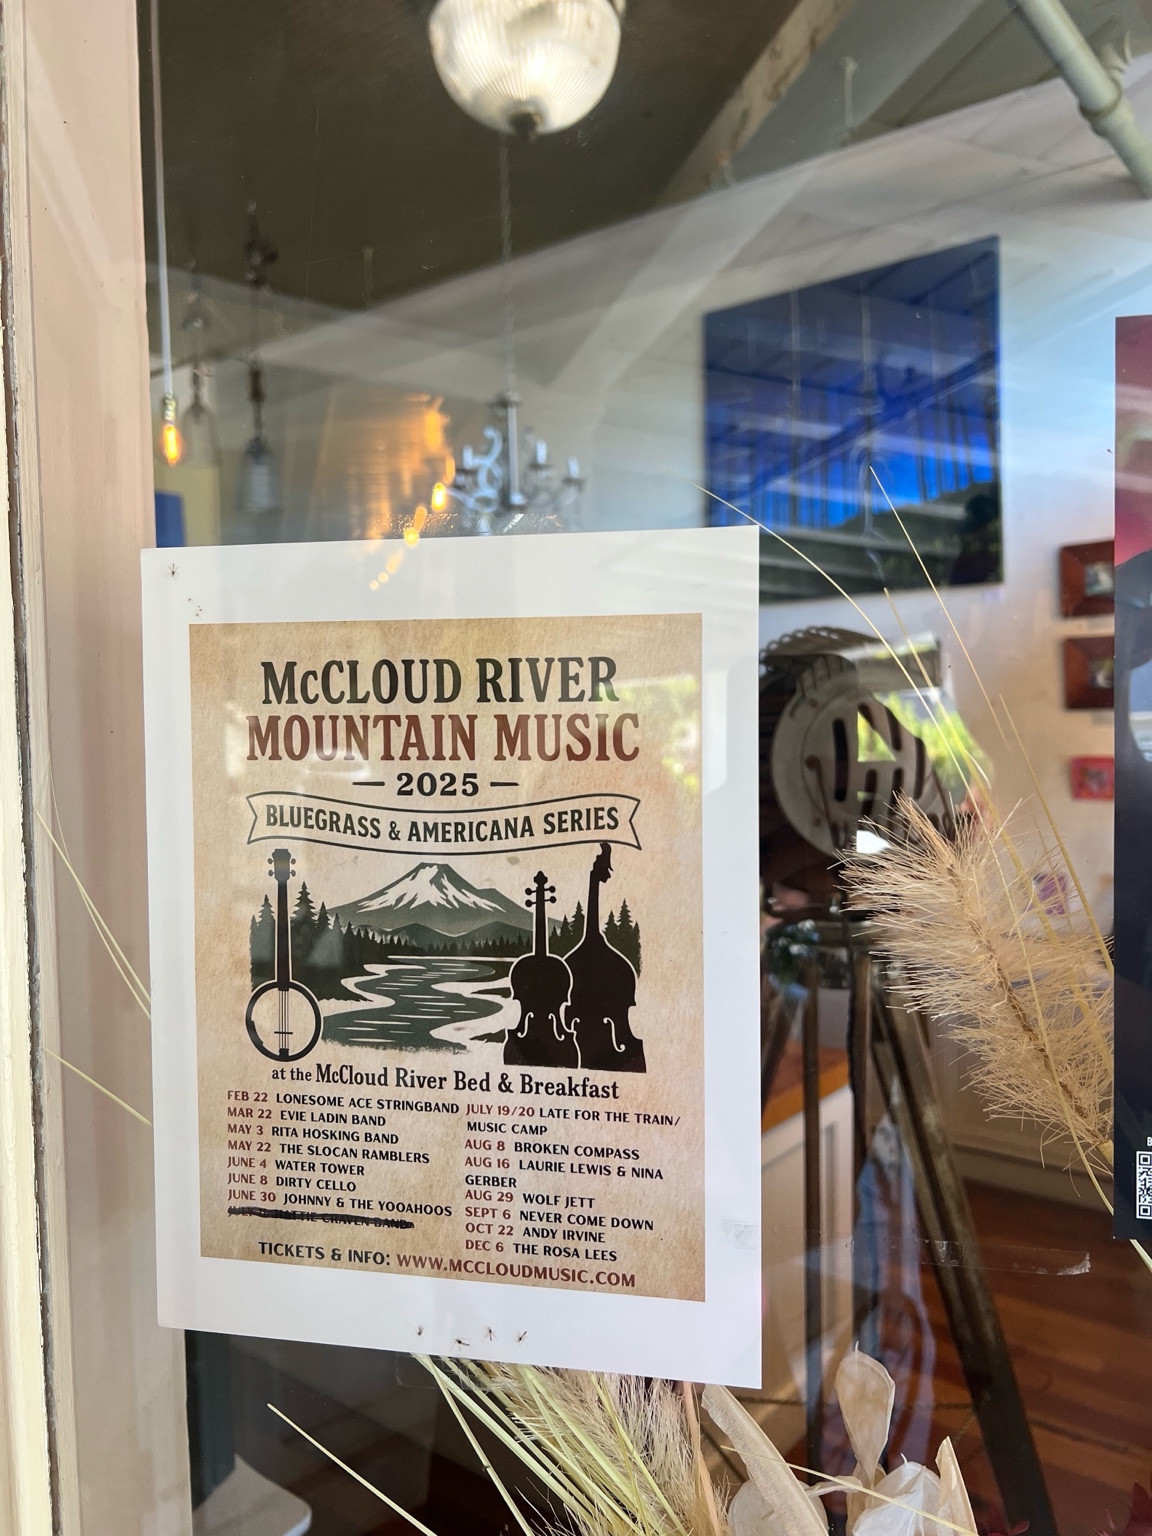 McCLOUD RIVER
MOUNTAIN MUSIC
— 2025 —
BLUEGRASS & AMERICANA SERIES
at the McCloud River Bed & Breakfast
FEB 22 LONESOME ACE STRINGBAND
MAR 22 EVIE LADIN BAND
MAY 3 RITA HOSKING BAND
MAY 22 THE SLOCAN RAMBLERS
JUNE 4 WATER TOWER
JUNE 8 DIRTY CELLO
JUNE 30 JOHNNY & THE YOOAHOOS
HATTIE CRAVEN BAND
JULY 19/20 LATE FOR THE TRAIN/
MUSIC CAMP
AUG 8 BROKEN COMPASS
AUG 16 LAURIE LEWIS & NINA
GERBER
AUG 29 WOLF JETT
SEPT 6 NEVER COME DOWN
OCT 22 ANDY IRVINE
DEC 6 THE ROSA LEES
TICKETS & INFO: WWW.MCCLOUDMUSIC.COM